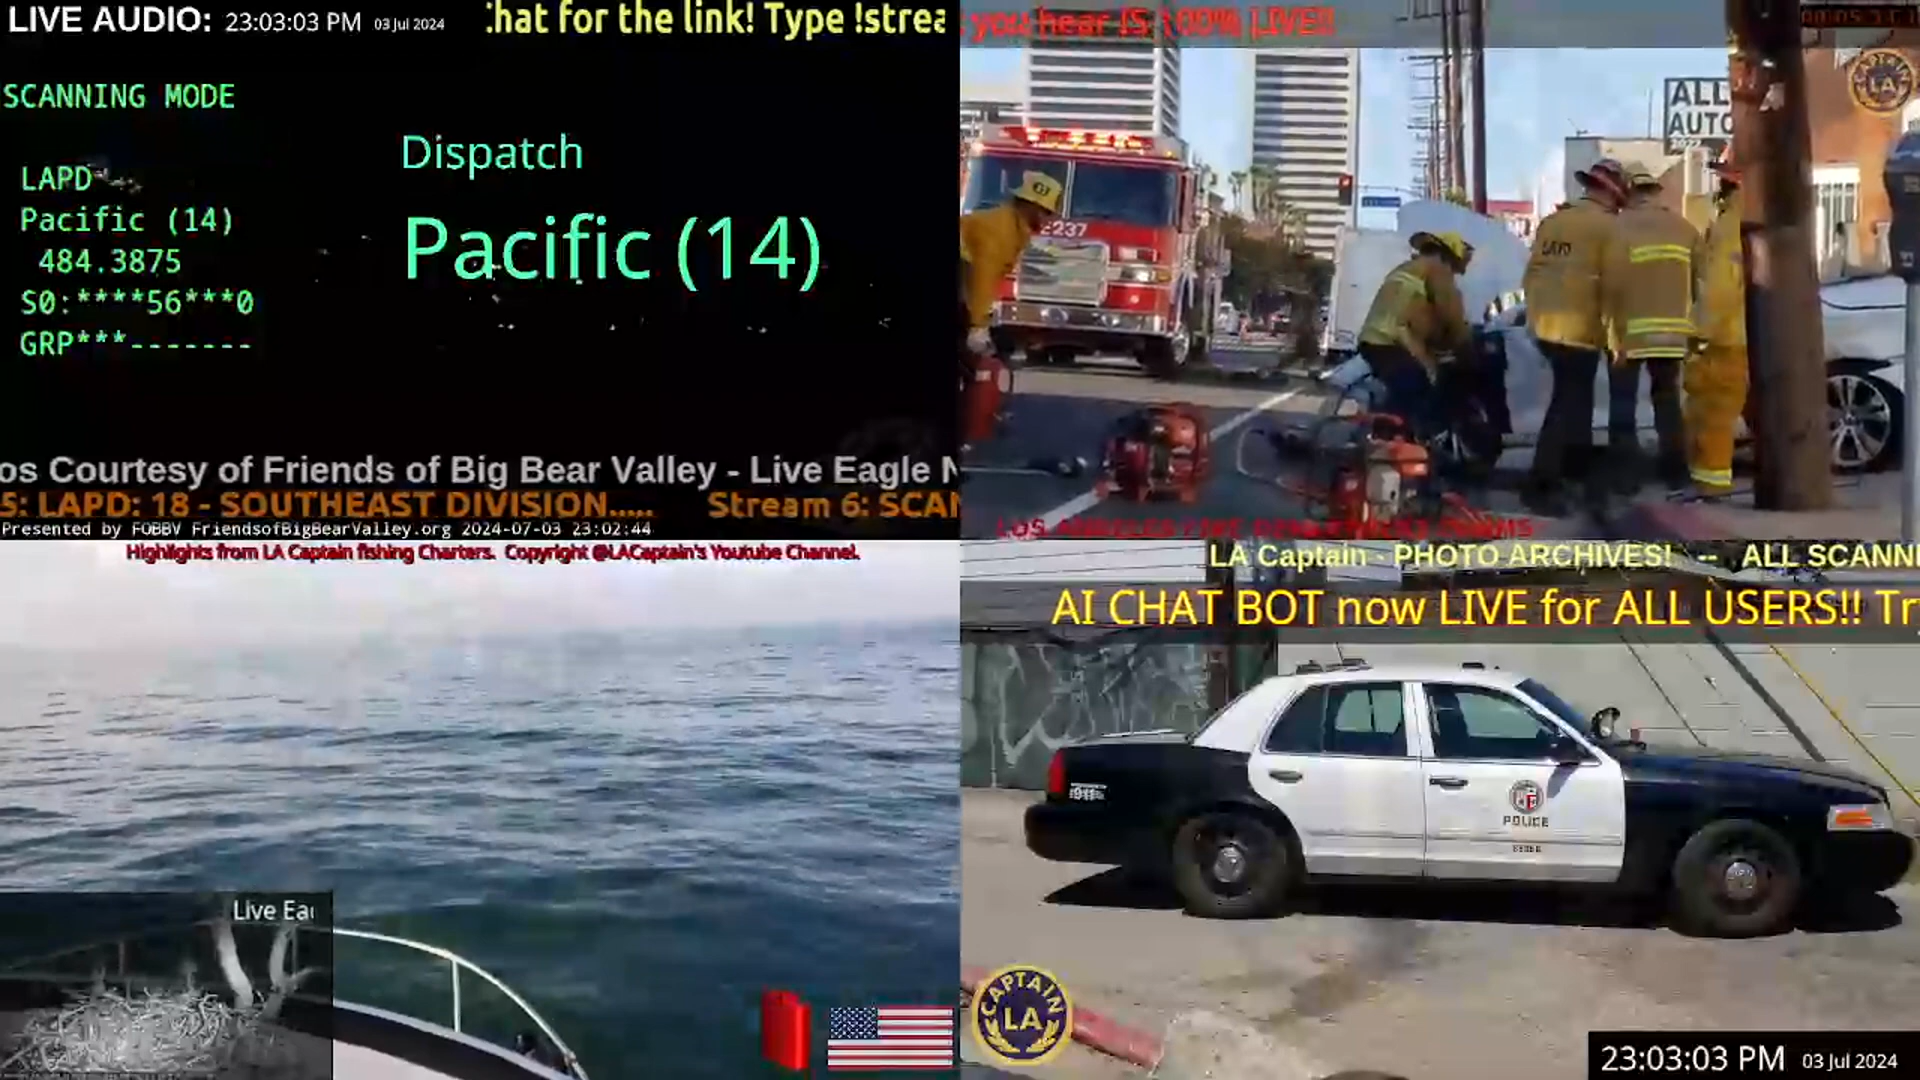 LIVE AUDIO: 23:03:03 PM 03 Jul 2024
hat for the link! Type !strea
SCANNING MODE
LAPD
Pacific (14)
484.3875
S0:****56***0
GRP***-------
Dispatch
Pacific (14)
os Courtesy of Friends of Big Bear Valley - Live Eagle N
5: LAPD: 18 - SOUTHEAST DIVISION..... Stream 6: SCAN
Presented by FOBBV FriendsofBigBearValley.org 2024-07-03 23:02:44
you hear IS 100% LIVE!!
CAPTAIN
LA
ALL
AUTO
E237
LAFD
Highlights from LA Captain fishing Charters. Copyright @LACaptain's Youtube Channel.
Live Ea
LA Captain - PHOTO ARCHIVES! -- ALL SCANN
AI CHAT BOT now LIVE for ALL USERS!! Tr
911
POLICE
CAPTAIN
LA
23:03:03 PM 03 Jul 2024